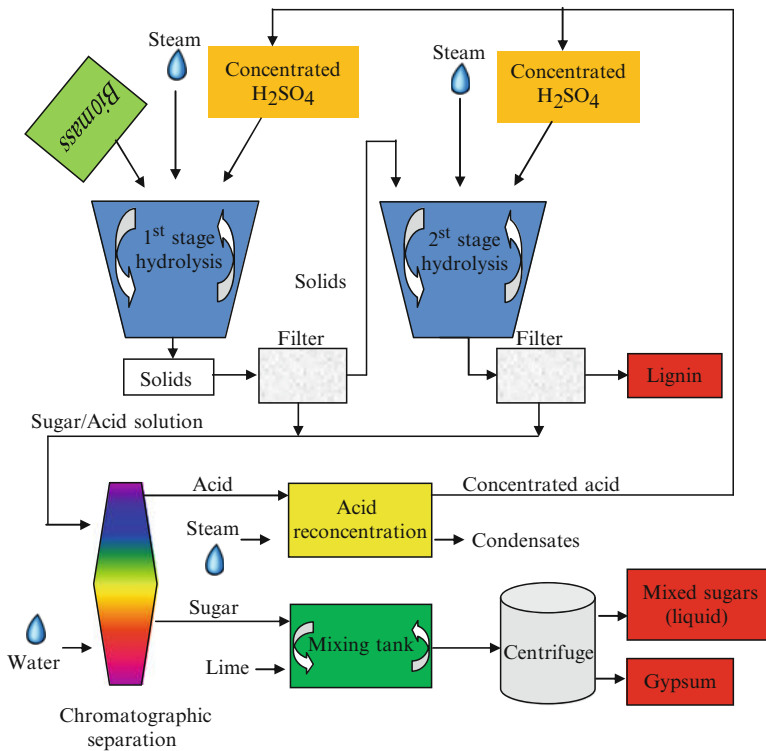 Steam
Concentrated
H₂SO₄
Steam
Concentrated
H₂SO₄
Biomass
1st stage
hydrolysis
2st stage
hydrolysis
Solids
Filter
Filter
Solids
Lignin
Sugar/Acid solution
Acid
Acid
reconcentration
Concentrated acid
Steam
Condensates
Water
Sugar
Lime
Mixing tank
Centrifuge
Mixed sugars
(liquid)
Gypsum
Chromatographic
separation